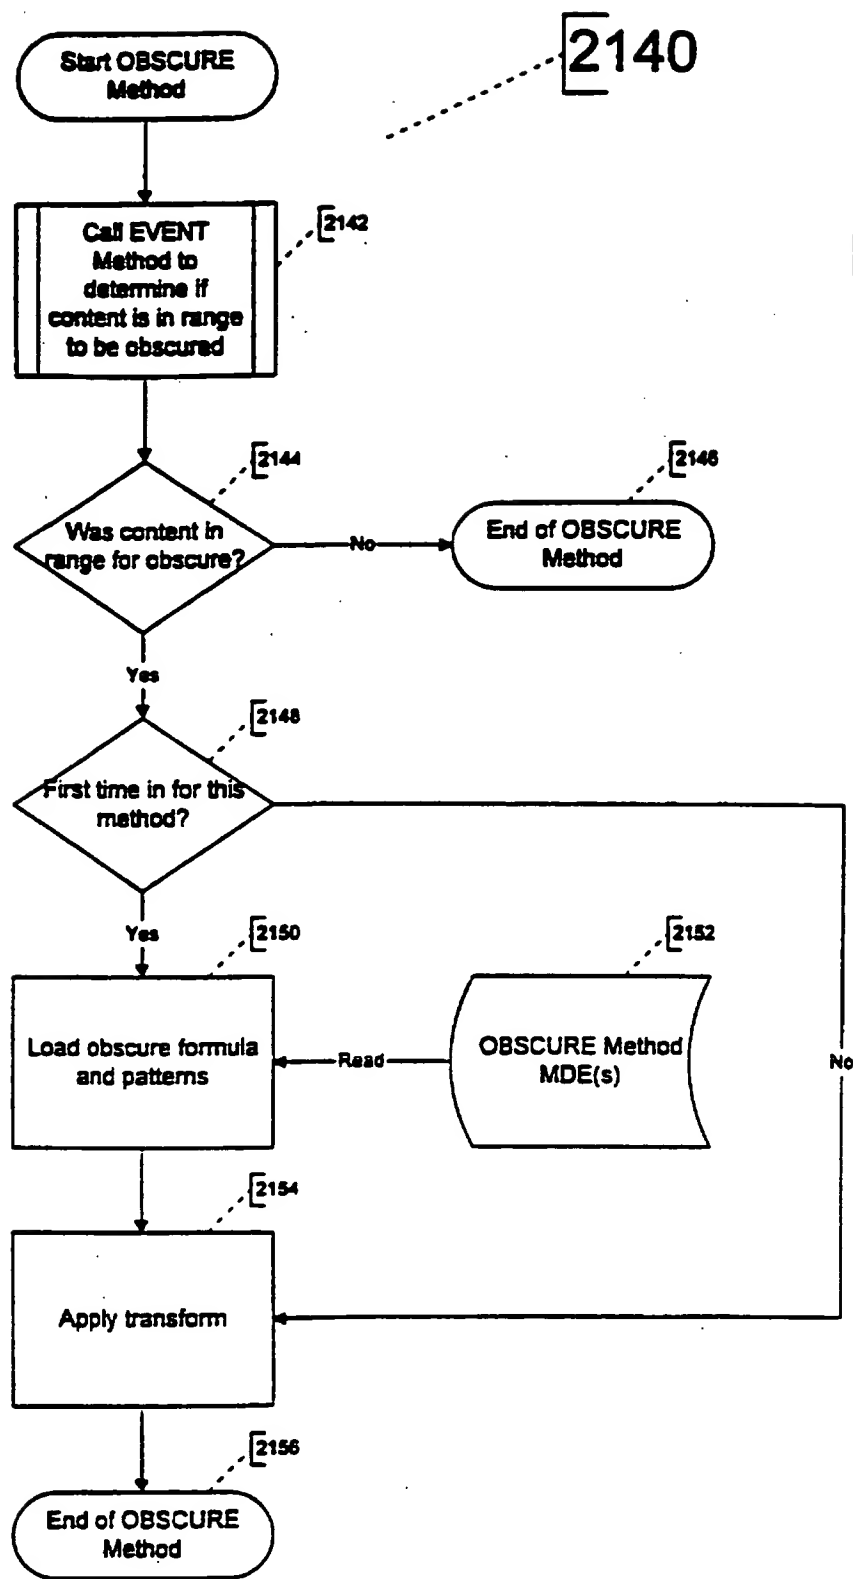 2140
Start OBSCURE
Method
2142
Call EVENT
Method to
determine if
content is in range
to be obscured
2144
Was content in
range for obscure?
No
2146
End of OBSCURE
Method
Yes
2148
First time in for this
method?
Yes
2150
Load obscure formula
and patterns
Read
2152
OBSCURE Method
MDE(s)
No
2154
Apply transform
2156
End of OBSCURE
Method